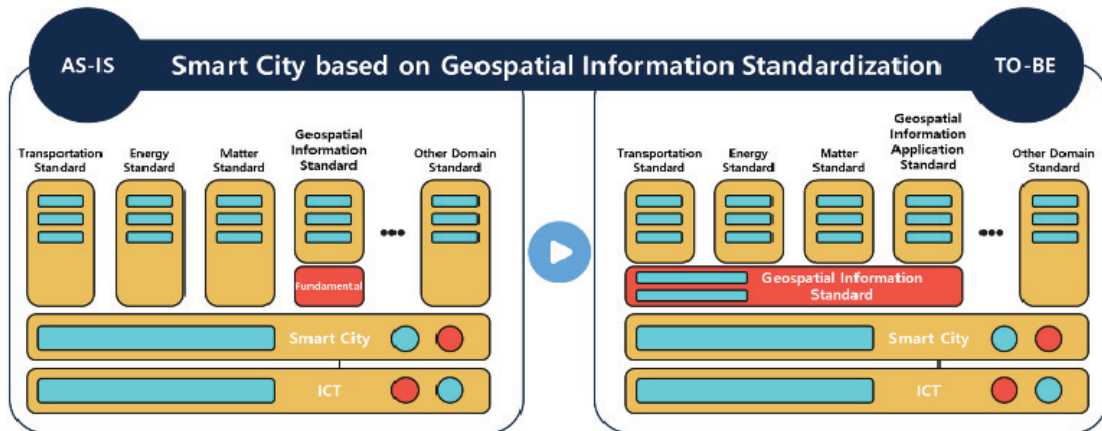 AS-IS
Smart City based on Geospatial Information Standardization
TO-BE
Transportation
Standard
Energy
Standard
Matter
Standard
Geospatial
Information
Standard
Other Domain
Standard
Fundamental
Smart City
ICT
Transportation
Standard
Energy
Standard
Matter
Standard
Geospatial
Information
Application
Standard
Other Domain
Standard
Geospatial Information
Standard
Smart City
ICT